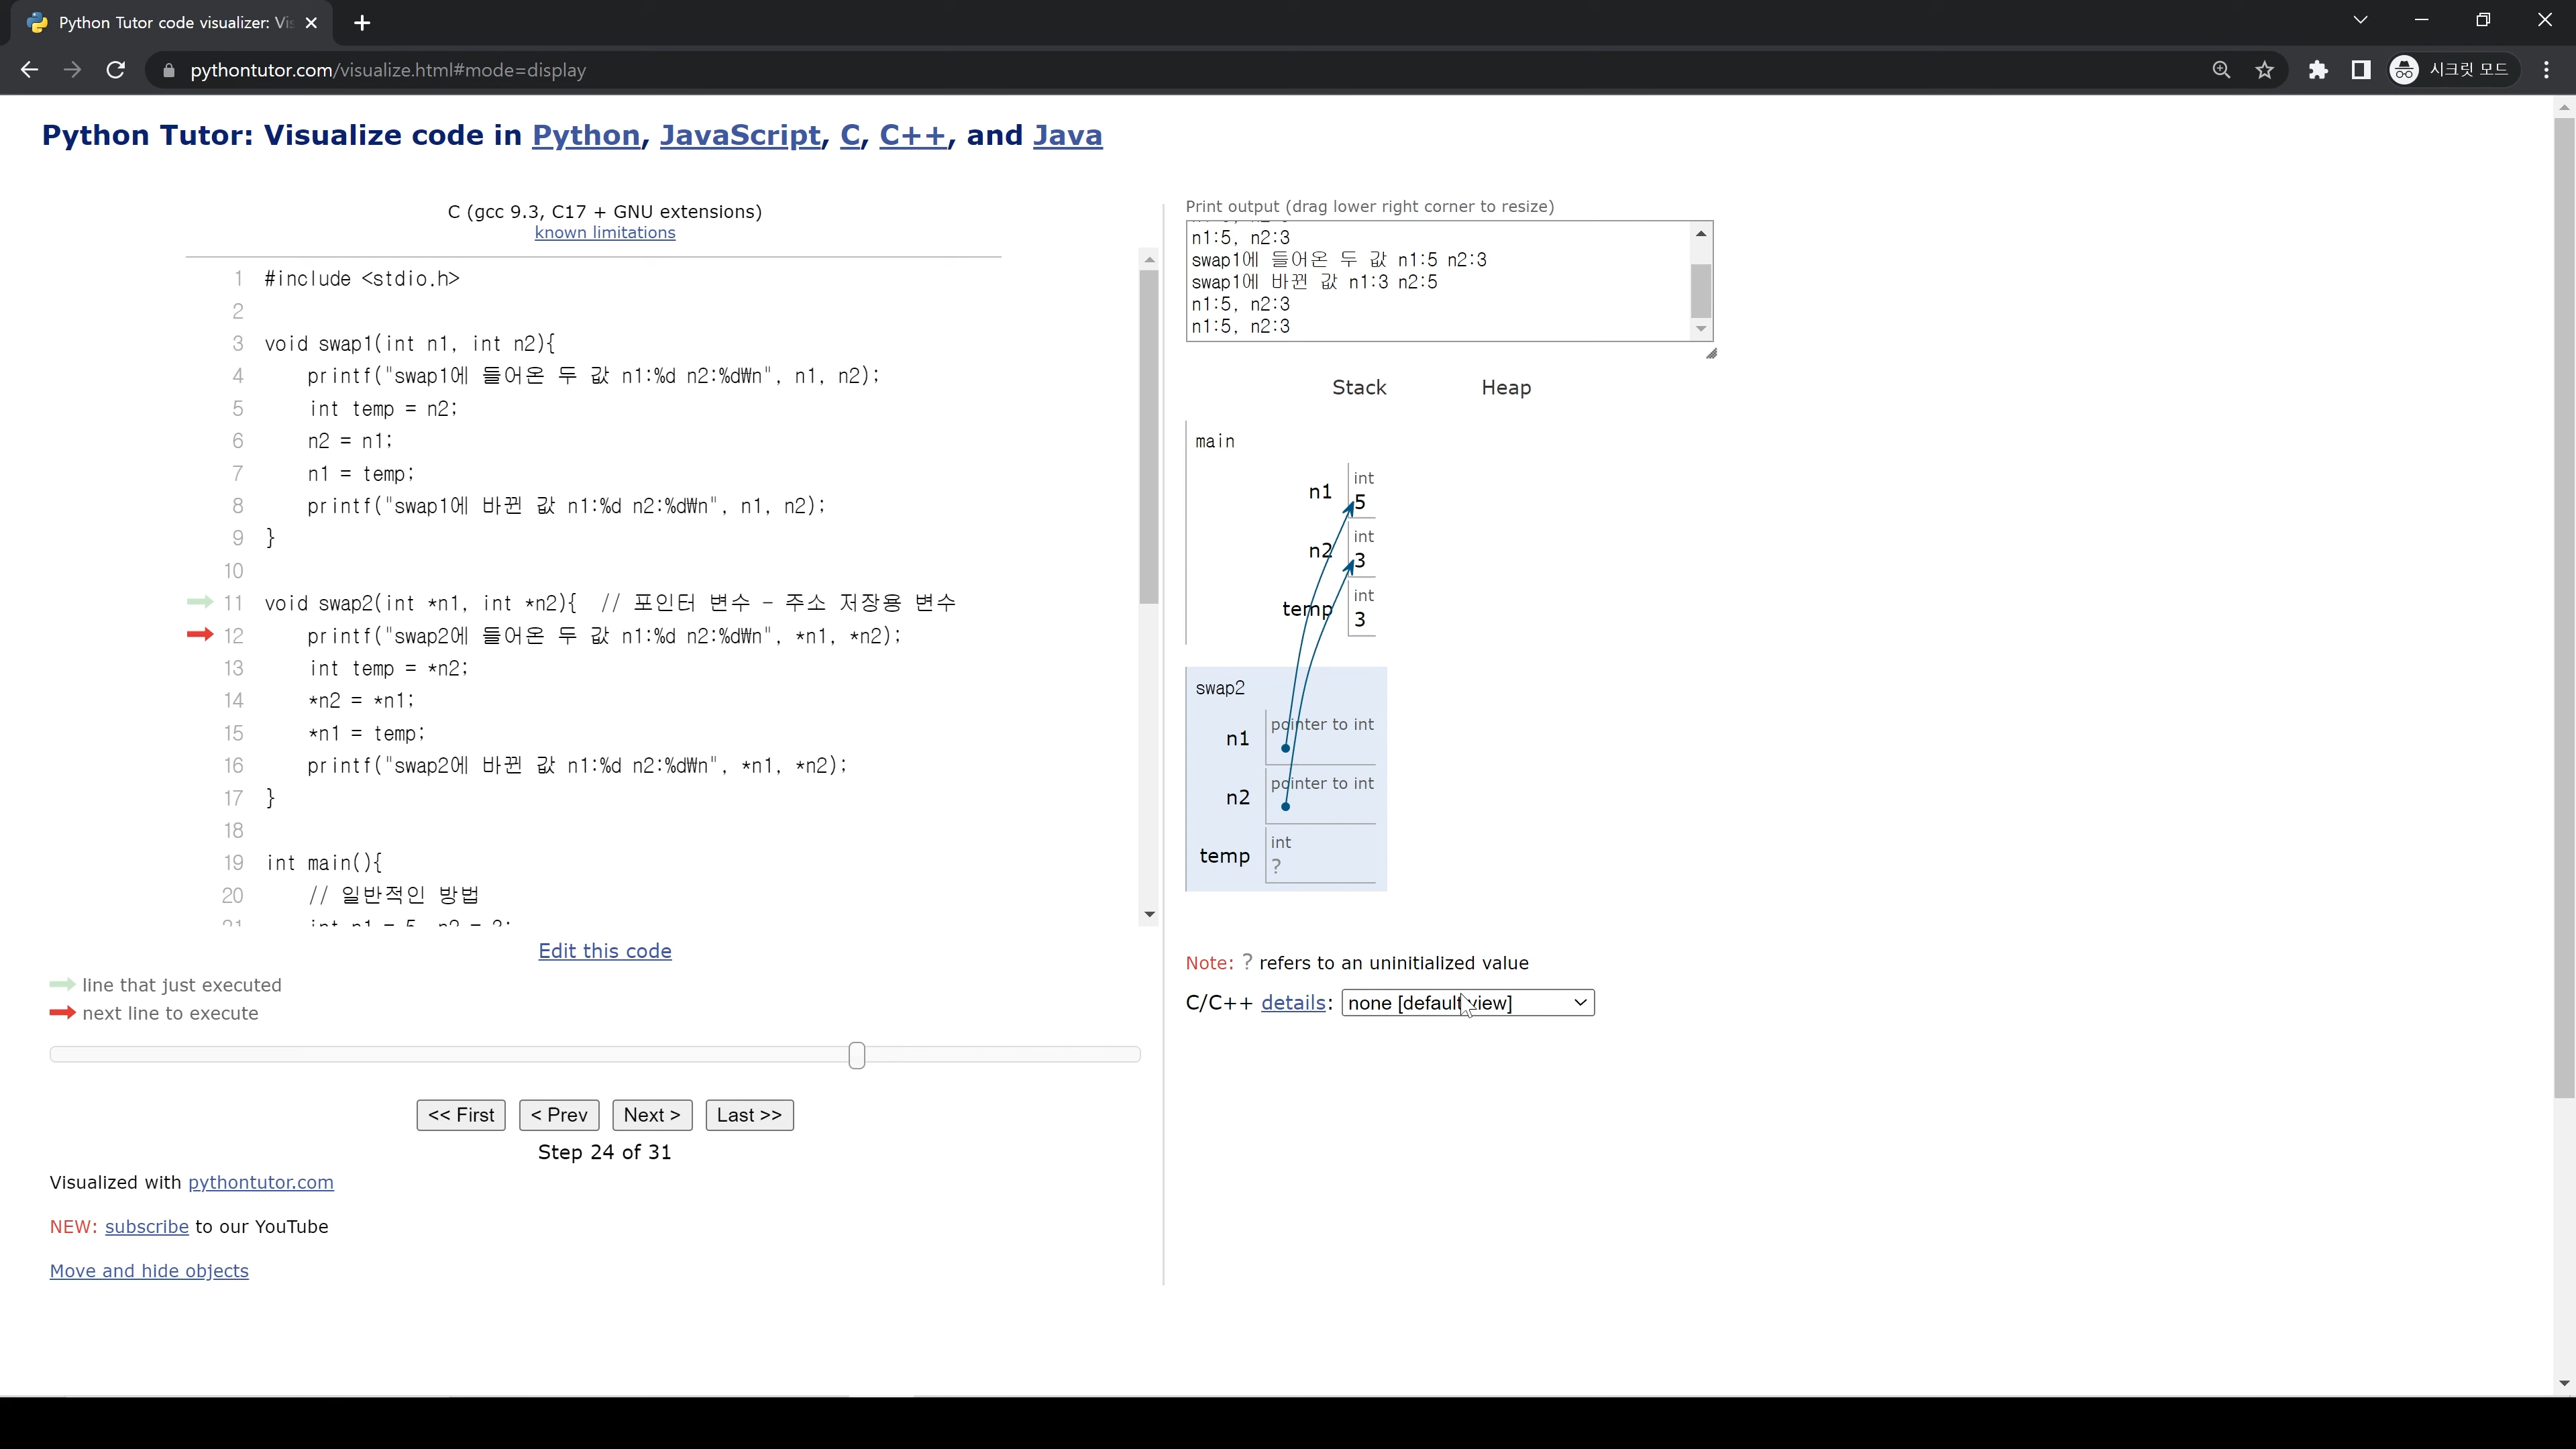 Python Tutor code visualizer: Vis
pythontutor.com/visualize.html#mode=display
시크릿 모드
Python Tutor: Visualize code in Python, JavaScript, C, C++, and Java
C (gcc 9.3, C17 + GNU extensions)
known limitations
1 #include <stdio.h>
2
3 void swap1(int n1, int n2){
4 printf("swap1에 들어온 두 값 n1:%d n2:%d₩n", n1, n2);
5 int temp = n2;
6 n2 = n1;
7 n1 = temp;
8 printf("swap1에 바뀐 값 n1:%d n2:%d₩n", n1, n2);
9 }
10
11 void swap2(int *n1, int *n2){ // 포인터 변수 - 주소 저장용 변수
12 printf("swap2에 들어온 두 값 n1:%d n2:%d₩n", *n1, *n2);
13 int temp = *n2;
14 *n2 = *n1;
15 *n1 = temp;
16 printf("swap2에 바뀐 값 n1:%d n2:%d₩n", *n1, *n2);
17 }
18
19 int main(){
20 // 일반적인 방법
Edit this code
line that just executed
next line to execute
<< First
< Prev
Next >
Last >>
Step 24 of 31
Visualized with pythontutor.com
NEW: subscribe to our YouTube
Move and hide objects
Print output (drag lower right corner to resize)
n1:5, n2:3
swap1에 들어온 두 값 n1:5 n2:3
swap1에 바뀐 값 n1:3 n2:5
n1:5, n2:3
n1:5, n2:3
Stack Heap
main
int
n1 5
int
n2 3
int
temp 3
swap2
pointer to int
n1
pointer to int
n2
int
temp ?
Note: ? refers to an uninitialized value
C/C++ details: none [default view]